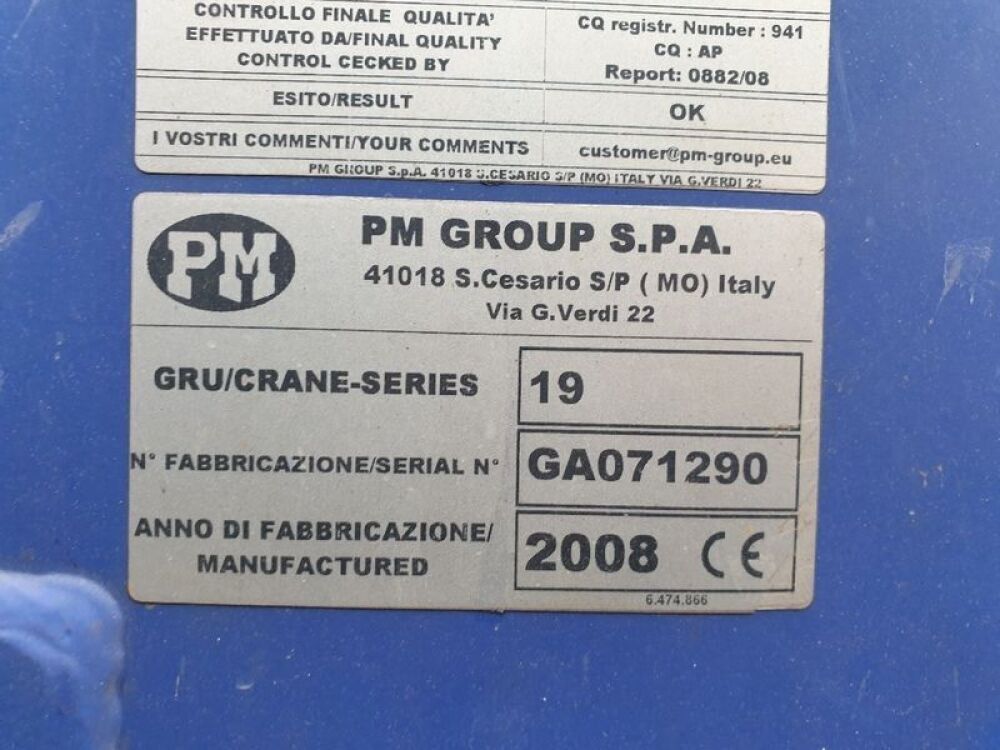 CONTROLLO FINALE QUALITA'
EFFETTUATO DA/FINAL QUALITY
CONTROL CECKED BY
CQ registr. Number : 941
CQ : AP
Report: 0882/08
ESITO/RESULT
OK
I VOSTRI COMMENTI/YOUR COMMENTS
customer@pm-group.eu
PM GROUP S.p.A. 41018 S.CESARIO S/P (MO) ITALY VIA G.VERDI 22
PM
PM GROUP S.P.A.
41018 S.Cesario S/P ( MO) Italy
Via G.Verdi 22
GRU/CRANE-SERIES
19
N° FABBRICAZIONE/SERIAL N°
GA071290
ANNO DI FABBRICAZIONE/
MANUFACTURED
2008 CE
6.474.866